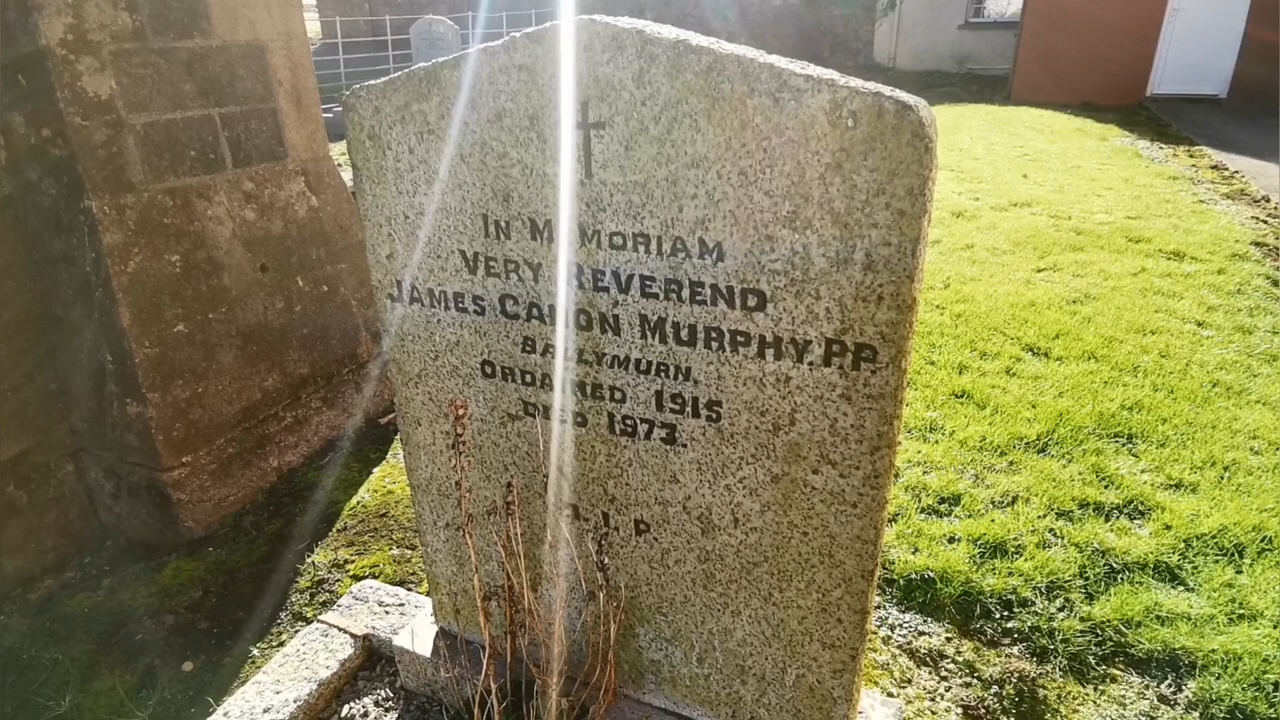 IN MEMORIAM
VERY REVEREND
JAMES CANON MURPHY, P.P.
BALLYMURN.
ORDAINED 1915
DIED 1973.
R.I.P